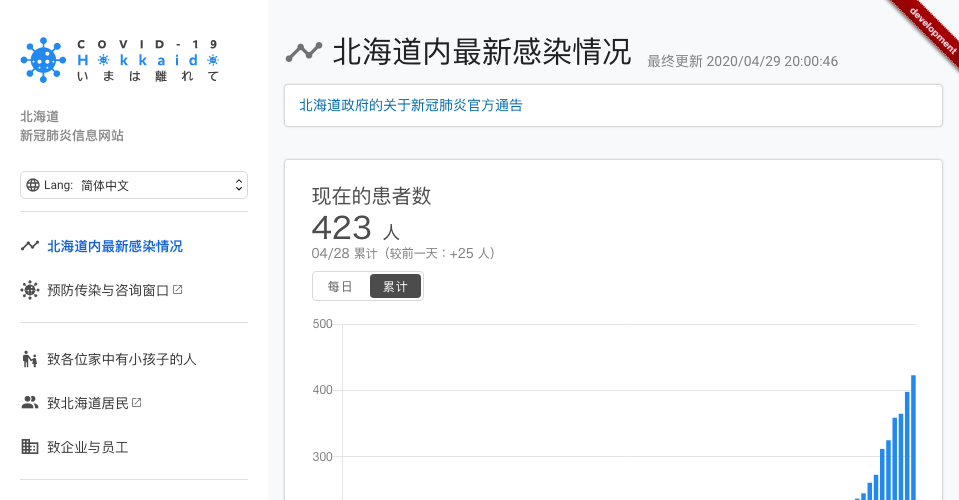 COVID-19
Hokkaido
いまは離れて
北海道
新冠肺炎信息网站
Lang: 简体中文
北海道内最新感染情况
预防传染与咨询窗口
致各位家中有小孩子的人
致北海道居民
致企业与员工
development
北海道内最新感染情况 最终更新 2020/04/29 20:00:46
北海道政府的关于新冠肺炎官方通告
现在的患者数
423 人
04/28 累计（较前一天：+25 人）
每日 累计
500
400
300